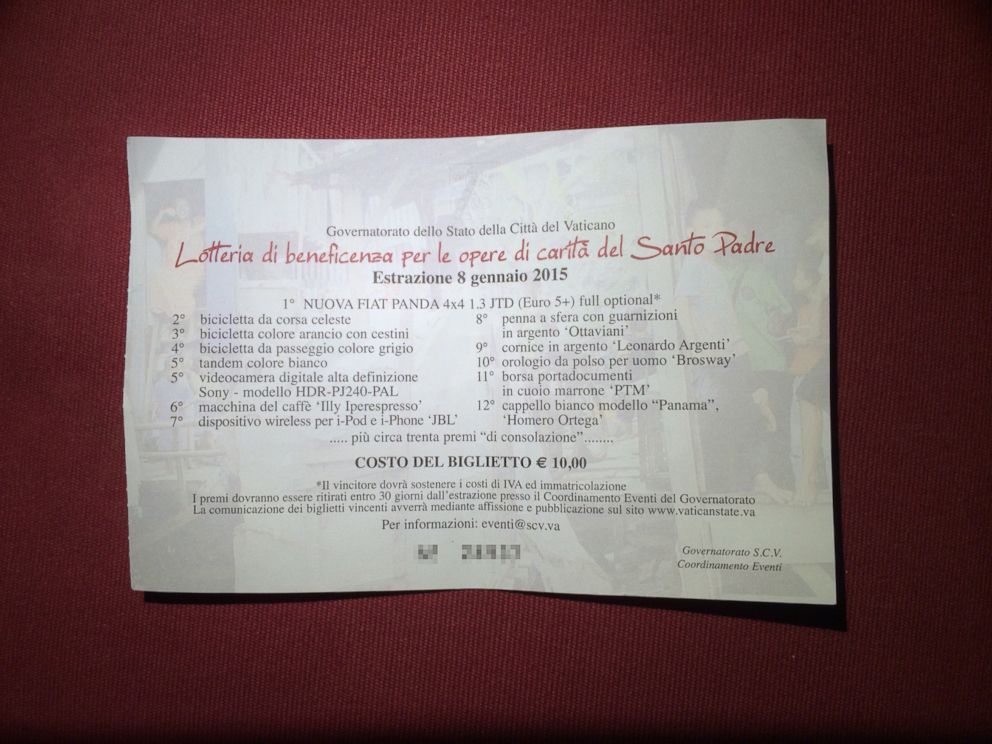 Governatorato dello Stato della Città del Vaticano
Lotteria di beneficenza per le opere di carità del Santo Padre
Estrazione 8 gennaio 2015
1° NUOVA FIAT PANDA 4x4 1.3 JTD (Euro 5+) full optional*
2° bicicletta da corsa celeste
3° bicicletta colore arancio con cestini
4° bicicletta da passeggio colore grigio
5° tandem colore bianco
5° videocamera digitale alta definizione
Sony - modello HDR-PJ240-PAL
6° macchina del caffè ‘Illy Iperespresso’
7° dispositivo wireless per i-Pod e i-Phone ‘JBL’
8° penna a sfera con guarnizioni
in argento ‘Ottaviani’
9° cornice in argento ‘Leonardo Argenti’
10° orologio da polso per uomo ‘Brosway’
11° borsa portadocumenti
in cuoio marrone ‘PTM’
12° cappello bianco modello “Panama”,
‘Homero Ortega’
..... più circa trenta premi “di consolazione”........
COSTO DEL BIGLIETTO € 10,00
*Il vincitore dovrà sostenere i costi di IVA ed immatricolazione
I premi dovranno essere ritirati entro 30 giorni dall’estrazione presso il Coordinamento Eventi del Governatorato
La comunicazione dei biglietti vincenti avverrà mediante affissione e pubblicazione sul sito www.vaticanstate.va
Per informazioni: eventi@scv.va
Governatorato S.C.V.
Coordinamento Eventi